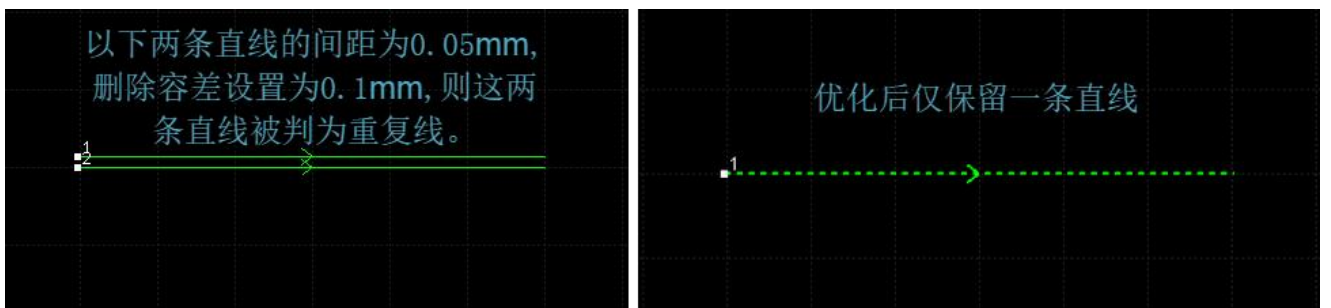 以下两条直线的间距为0.05mm,
删除容差设置为0.1mm,则这两
条直线被判为重复线。
1
2
优化后仅保留一条直线
1